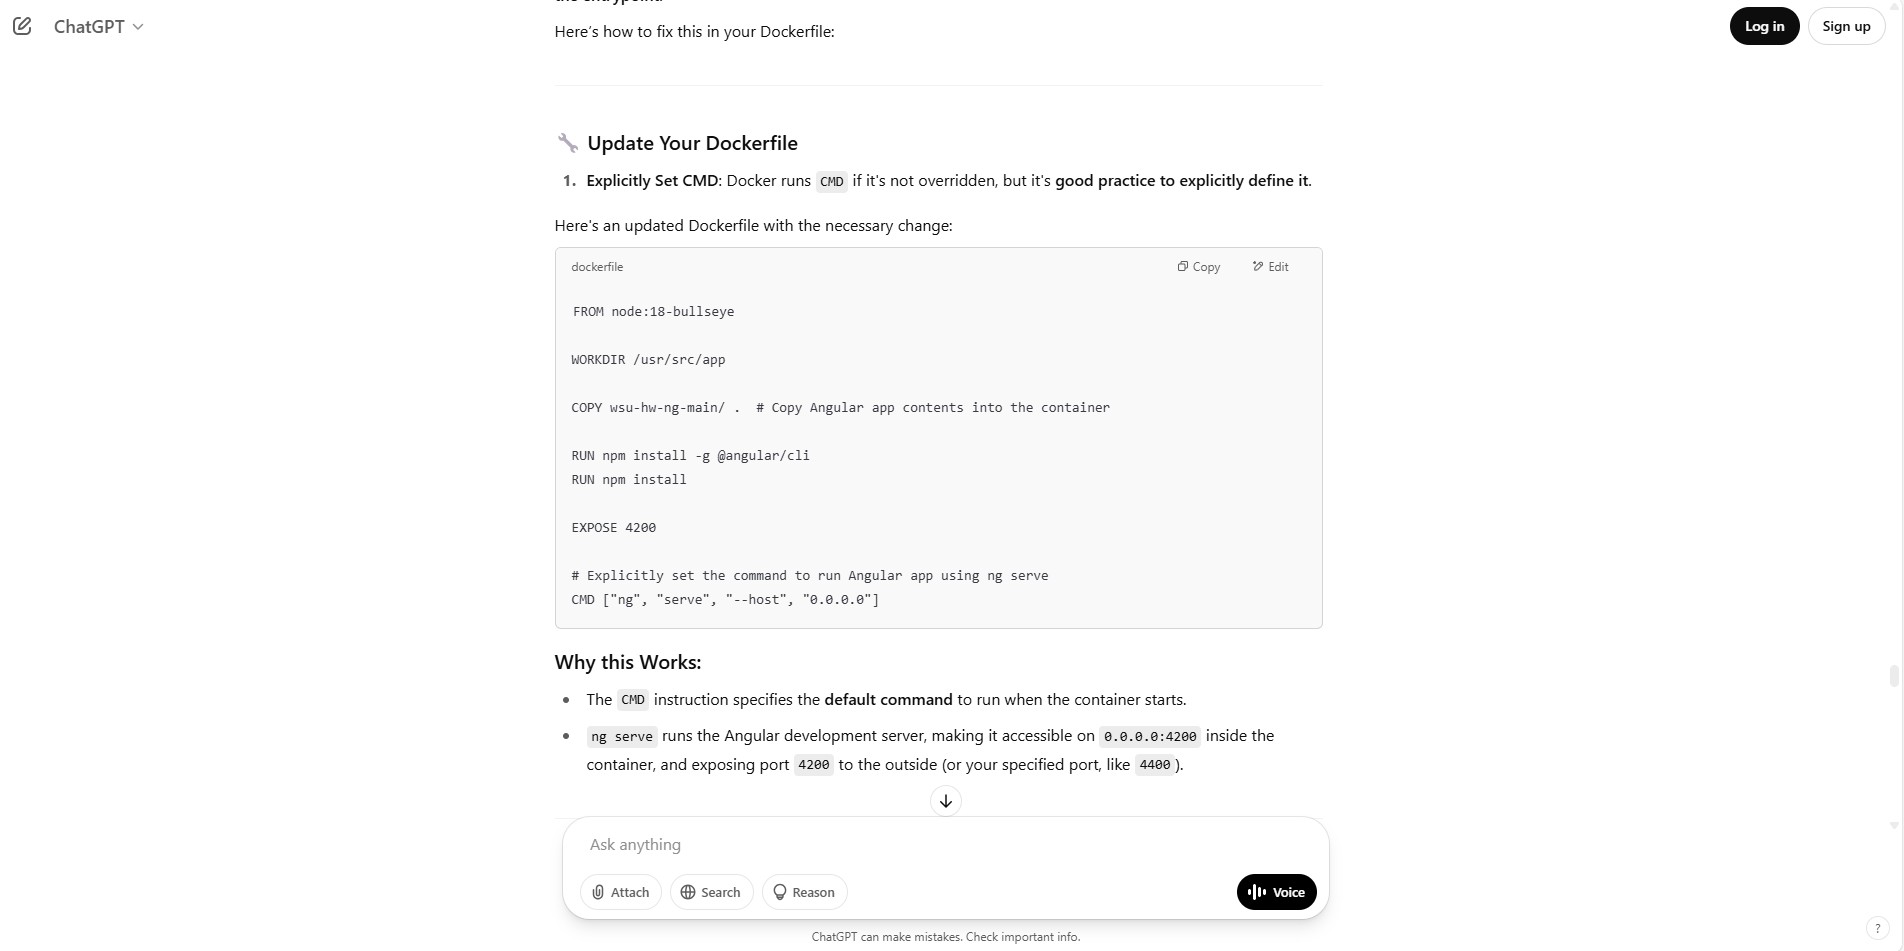 ChatGPT
Log in
Sign up
the entrypoint.
Here’s how to fix this in your Dockerfile:
Update Your Dockerfile
1. Explicitly Set CMD: Docker runs CMD if it's not overridden, but it's good practice to explicitly define it.
Here's an updated Dockerfile with the necessary change:
dockerfile
Copy
Edit
FROM node:18-bullseye
WORKDIR /usr/src/app
COPY wsu-hw-ng-main/ .  # Copy Angular app contents into the container
RUN npm install -g @angular/cli
RUN npm install
EXPOSE 4200
# Explicitly set the command to run Angular app using ng serve
CMD ["ng", "serve", "--host", "0.0.0.0"]
Why this Works:
• The CMD instruction specifies the default command to run when the container starts.
• ng serve runs the Angular development server, making it accessible on 0.0.0.0:4200 inside the
container, and exposing port 4200 to the outside (or your specified port, like 4400).
Ask anything
Attach
Search
Reason
Voice
ChatGPT can make mistakes. Check important info.
?